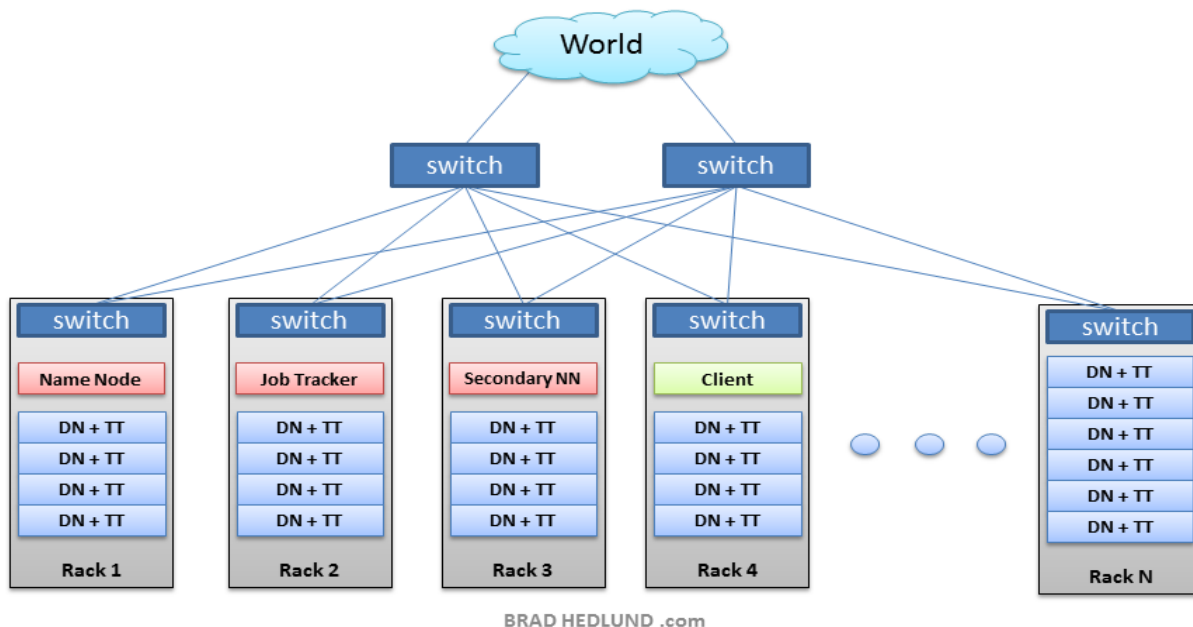 World
switch switch
switch switch switch switch switch
Name Node Job Tracker Secondary NN Client DN + TT
DN + TT
DN + TT DN + TT DN + TT DN + TT DN + TT
DN + TT DN + TT DN + TT DN + TT DN + TT
DN + TT DN + TT DN + TT DN + TT DN + TT
DN + TT DN + TT DN + TT DN + TT DN + TT
Rack 1 Rack 2 Rack 3 Rack 4 Rack N
BRAD HEDLUND .com